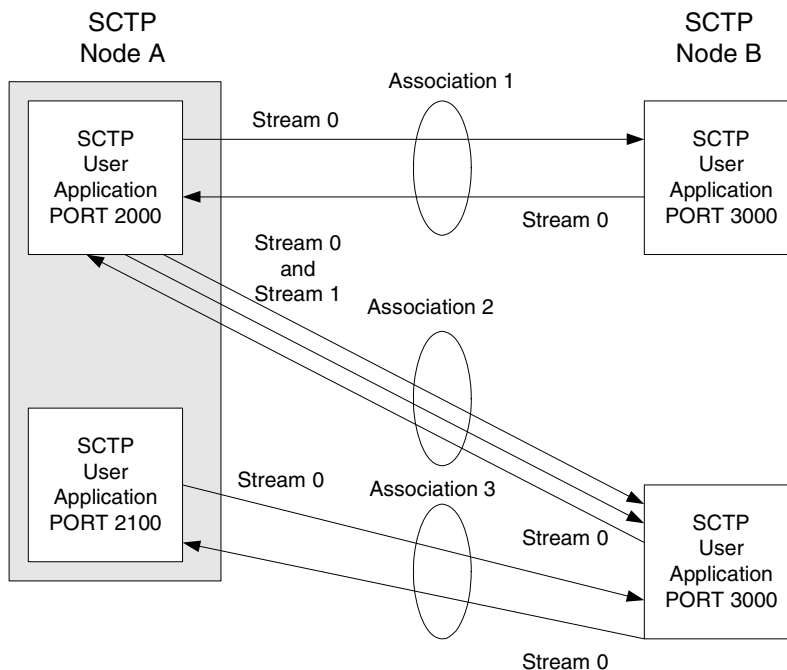 SCTP
Node A
SCTP
Node B
SCTP
User
Application
PORT 2000
Stream 0
Association 1
Stream 0
SCTP
User
Application
PORT 3000
Stream 0
and
Stream 1
Association 2
SCTP
User
Application
PORT 2100
Stream 0
Association 3
Stream 0
SCTP
User
Application
PORT 3000
Stream 0